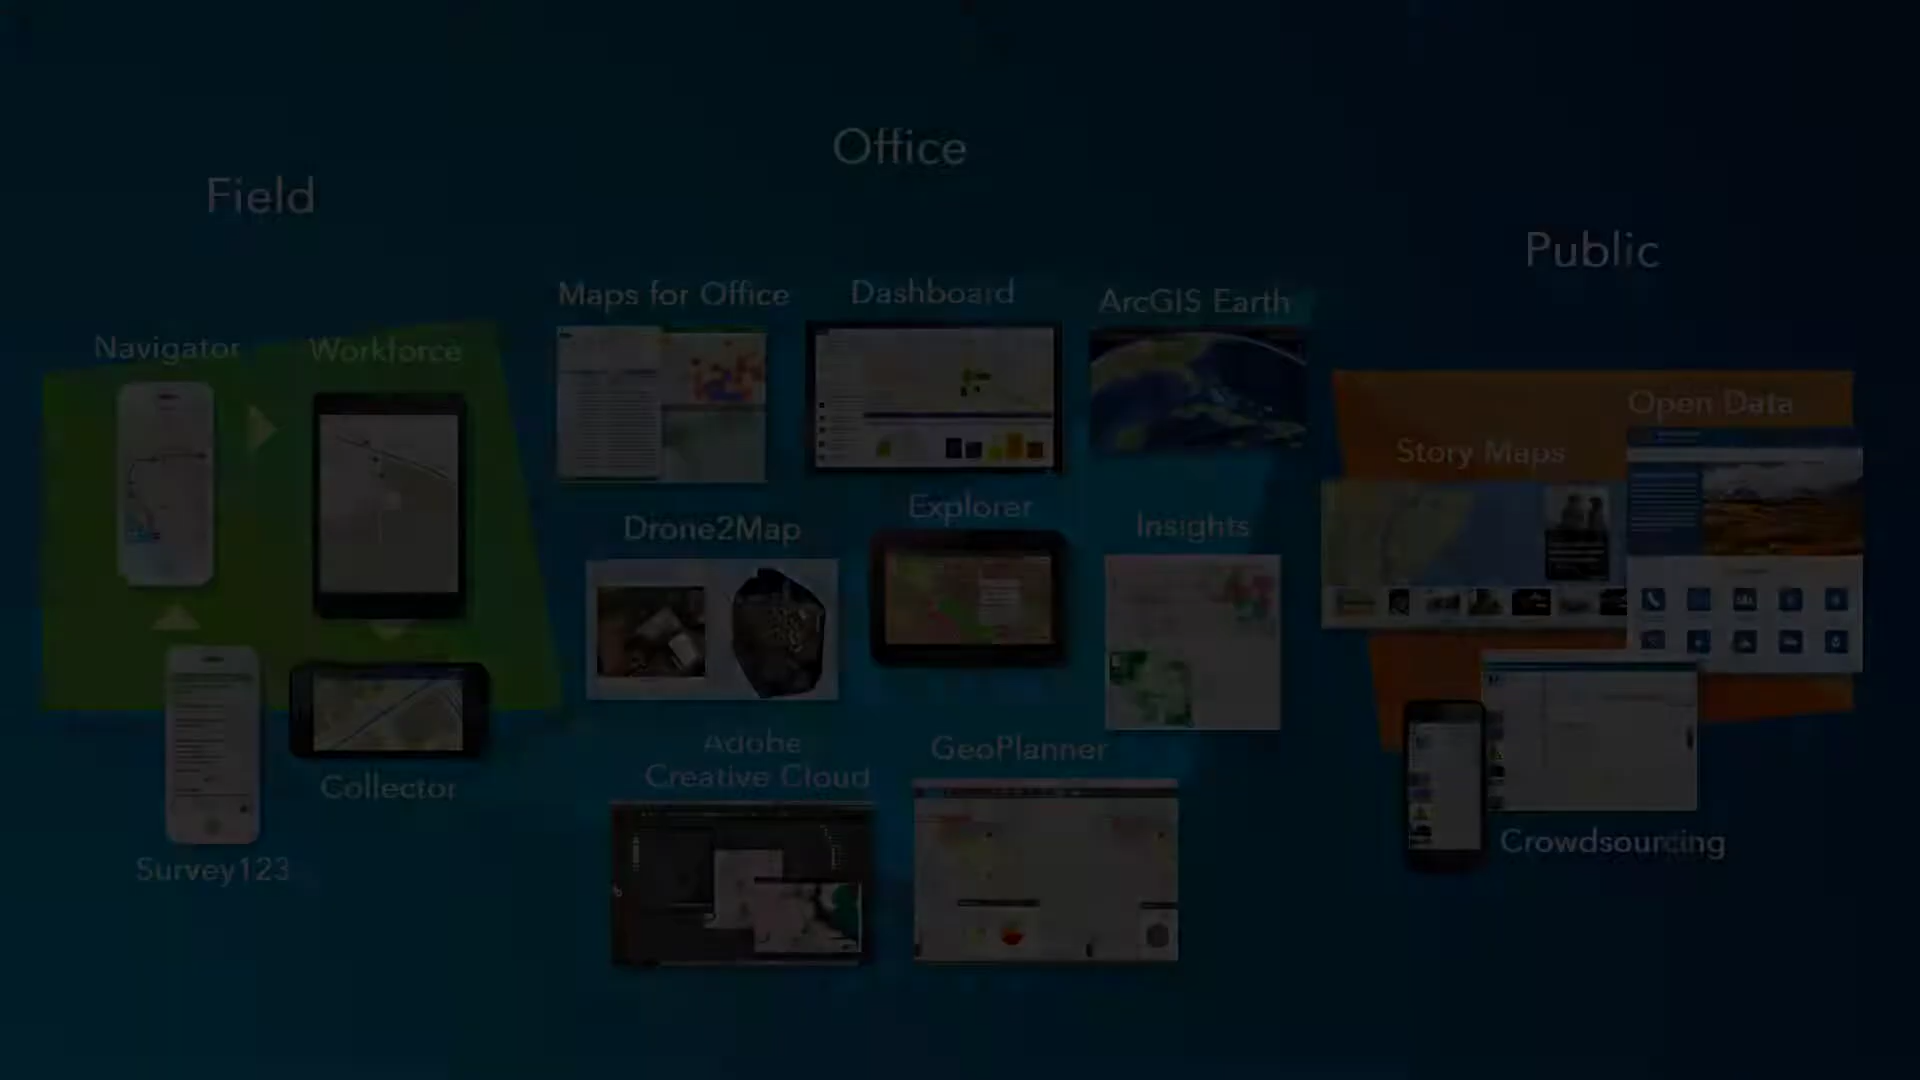 Office
Field
Public
Maps for Office
Dashboard
ArcGIS Earth
Navigator
Workforce
Open Data
Story Maps
Explorer
Drone2Map
Insights
Adobe
Creative Cloud
GeoPlanner
Collector
Crowdsourcing
Survey123